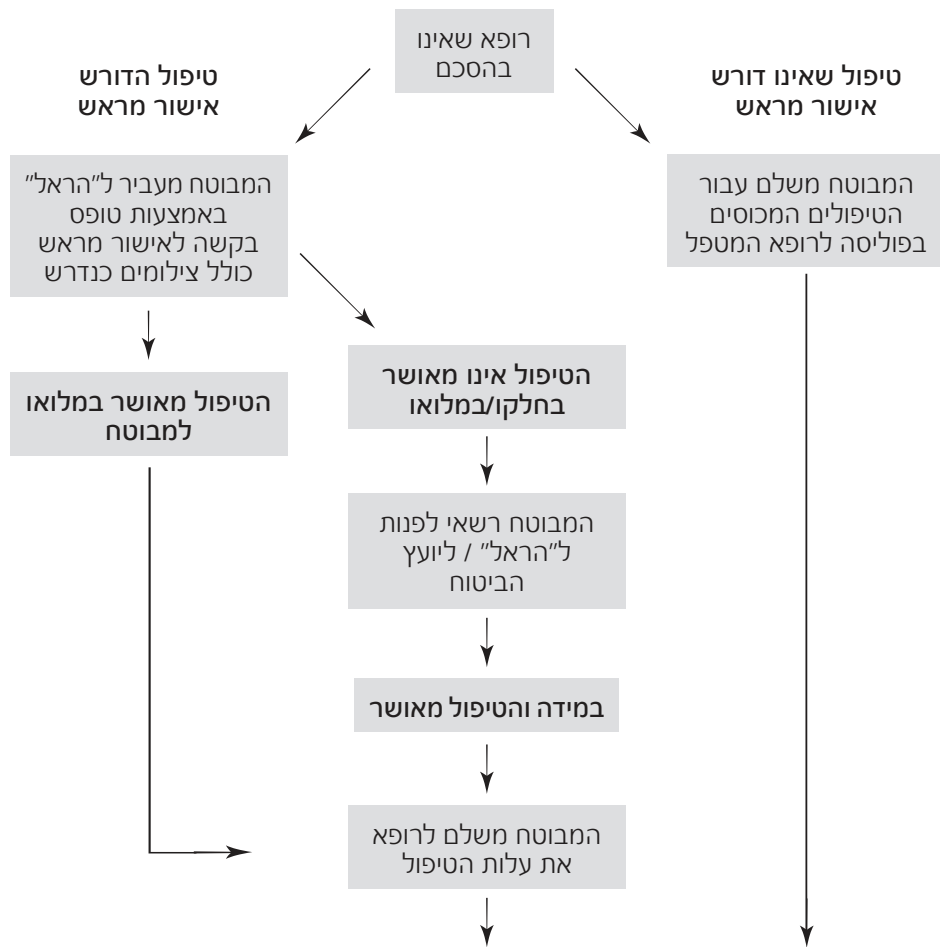 רופא שאינו
בהסכם
טיפול שאינו דורש
אישור מראש
טיפול הדורש
אישור מראש
המבוטח משלם עבור
הטיפולים המכוסים
בפוליסה לרופא המטפל
המבוטח מעביר ל"הראל"
באמצעות טופס
בקשה לאישור מראש
כולל צילומים כנדרש
הטיפול אינו מאושר
בחלקו/במלואו
הטיפול מאושר במלואו
למבוטח
המבוטח רשאי לפנות
ל"הראל" / ליועץ
הביטוח
במידה והטיפול מאושר
המבוטח משלם לרופא
את עלות הטיפול